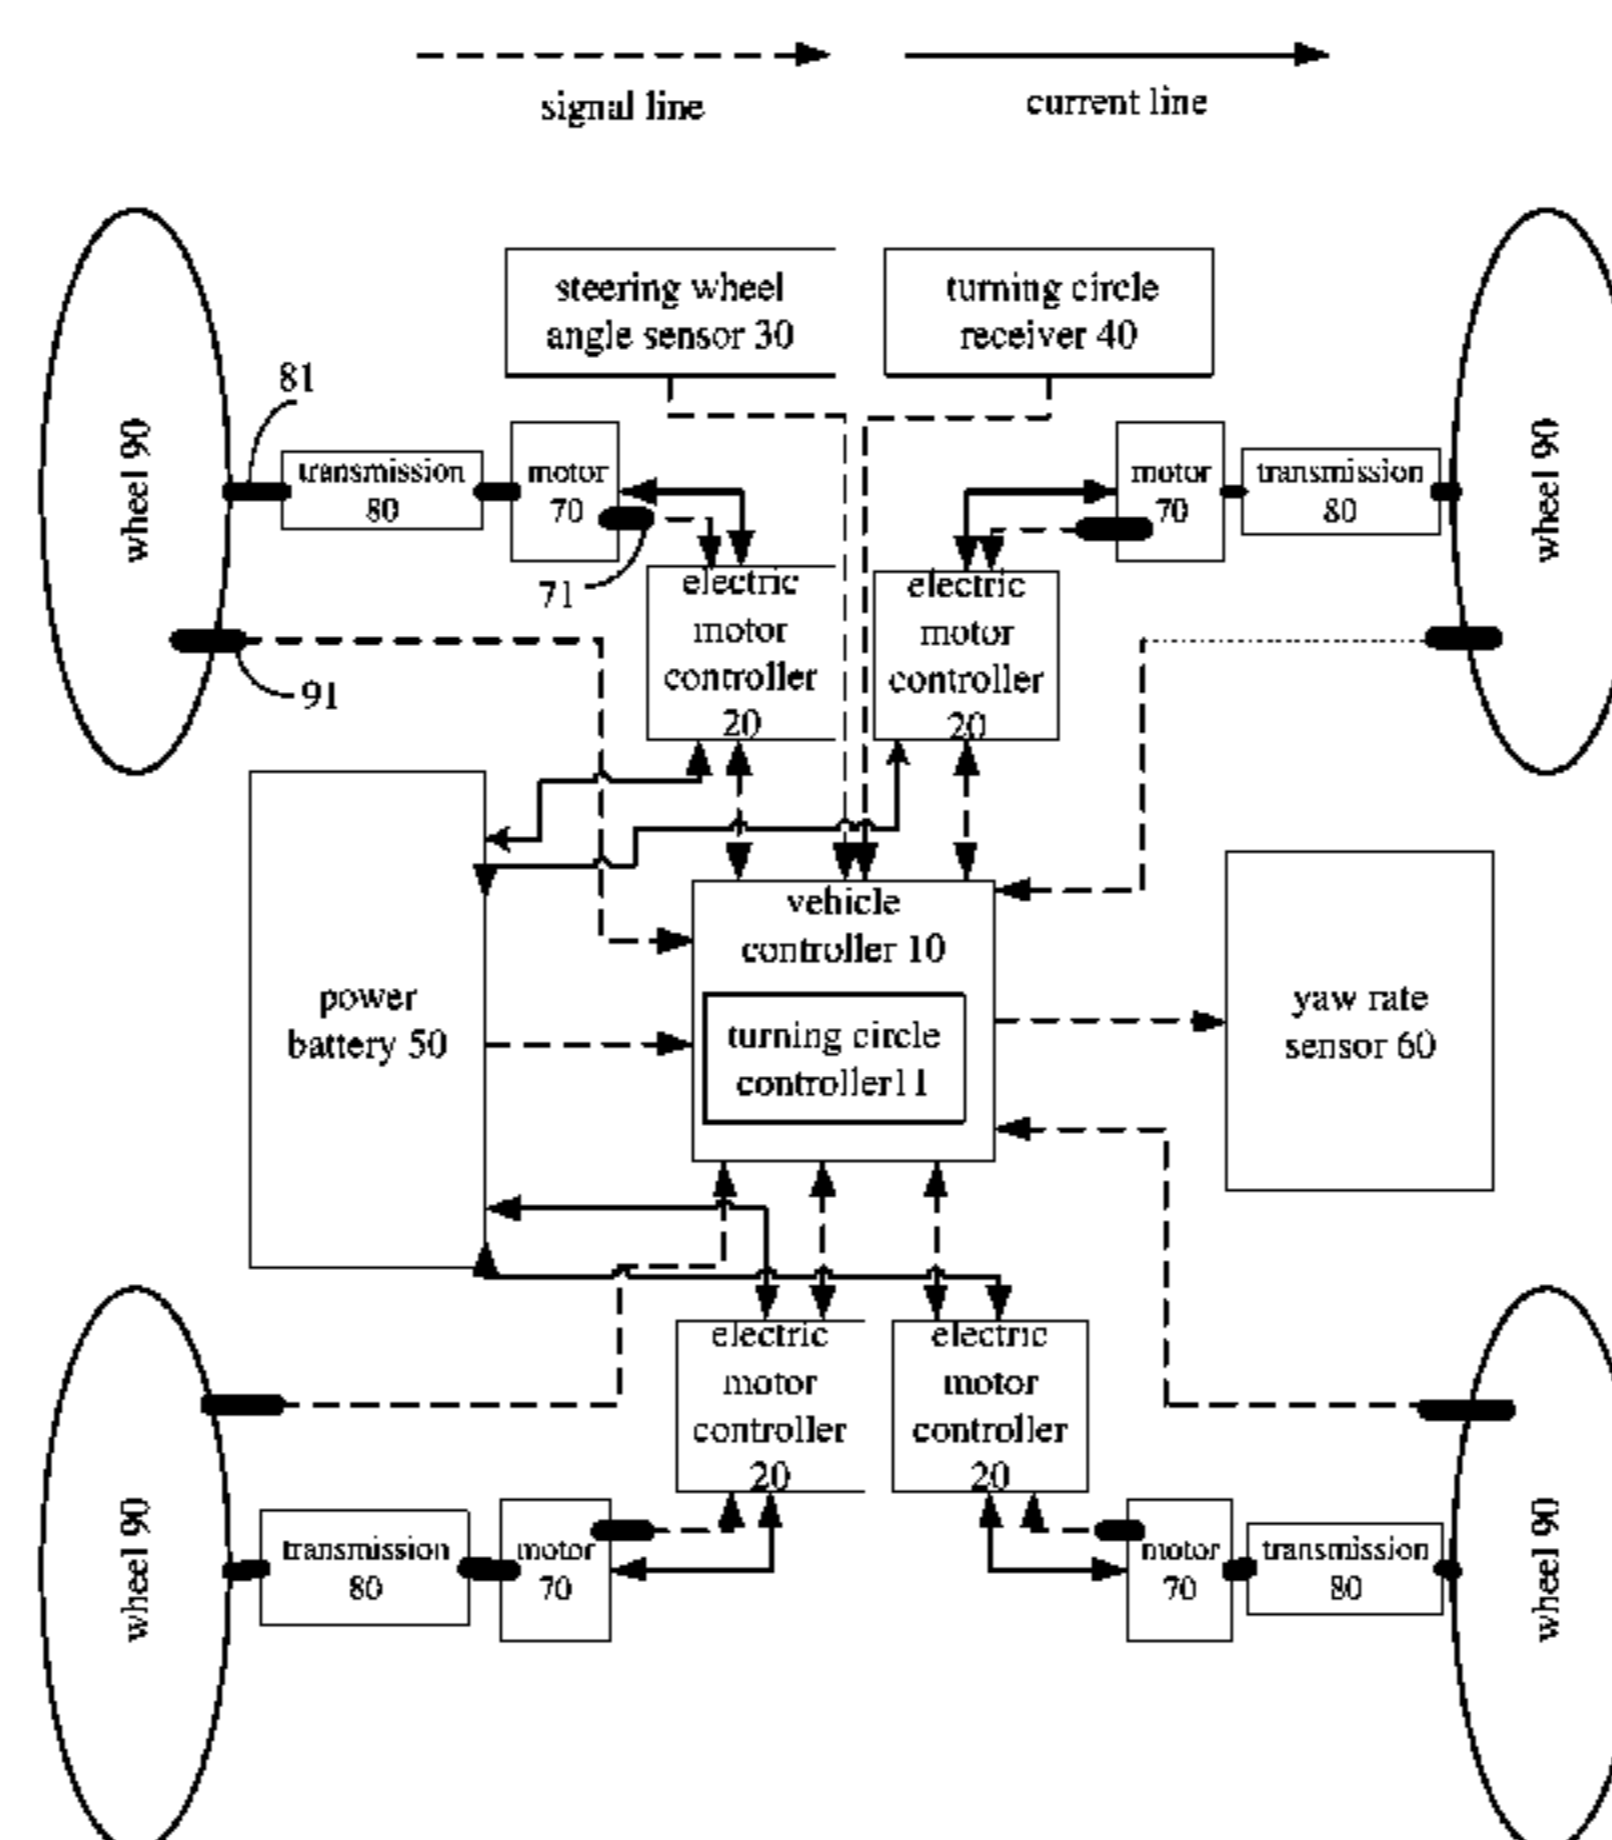 signal line
current line
steering wheel
angle sensor 30
turning circle
receiver 40
81
wheel 90
transmission
80
motor
70
71
91
electric
motor
controller
20
electric
motor
controller
20
motor
70
transmission
80
wheel 90
power
battery 50
vehicle
controller 10
turning circle
controller11
yaw rate
sensor 60
wheel 90
transmission
80
motor
70
electric
motor
controller
20
electric
motor
controller
20
motor
70
transmission
80
wheel 90